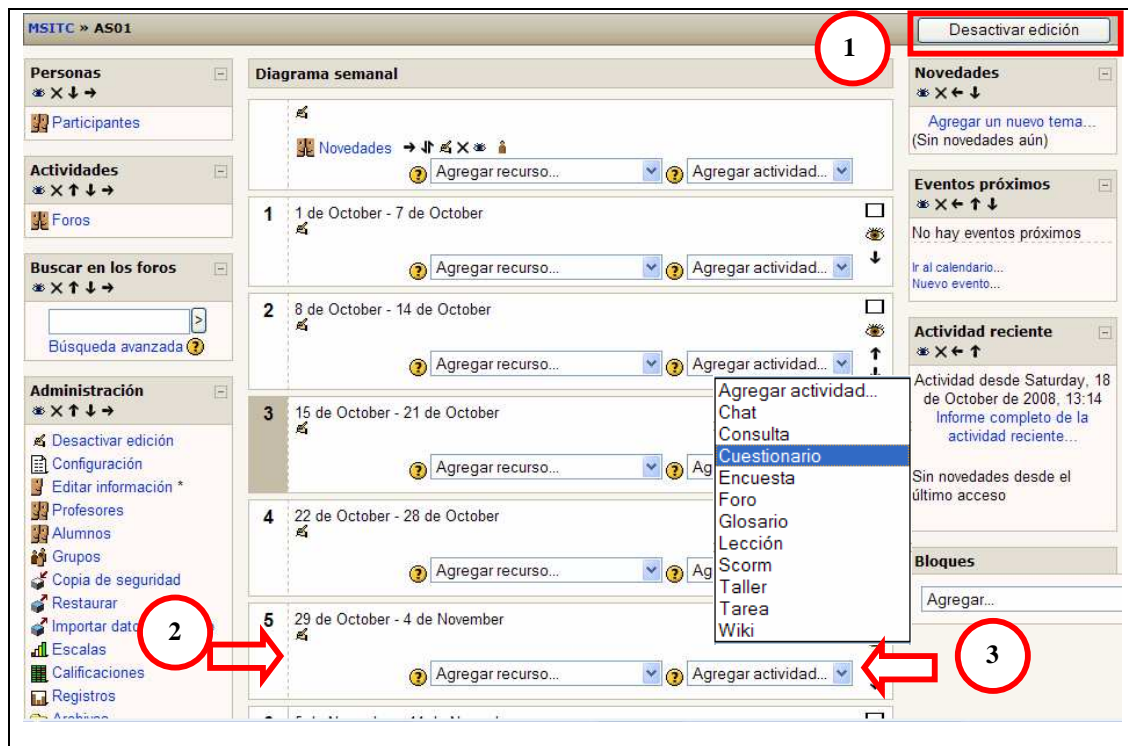 MSITC » AS01
Desactivar edición
1
Personas
Participantes
Actividades
Foros
Buscar en los foros
>
Búsqueda avanzada ?
Administración
Desactivar edición
Configuración
Editar información *
Profesores
Alumnos
Grupos
Copia de seguridad
Restaurar
Importar
Escalas
Calificaciones
Registros
Archivos
2
Diagrama semanal
Novedades
? Agregar recurso... ? Agregar actividad...
1 1 de October - 7 de October
? Agregar recurso... ? Agregar actividad...
2 8 de October - 14 de October
? Agregar recurso... ? Agregar actividad...
3 15 de October - 21 de October
? Agregar recurso... ? Ag
4 22 de October - 28 de October
? Agregar recurso... ? Ag
5 29 de October - 4 de November
? Agregar recurso... ? Agregar actividad...
Agregar actividad...
Chat
Consulta
Cuestionario
Encuesta
Foro
Glosario
Lección
Scorm
Taller
Tarea
Wiki
3
Novedades
Agregar un nuevo tema...
(Sin novedades aún)
Eventos próximos
No hay eventos próximos
Ir al calendario...
Nuevo evento...
Actividad reciente
Actividad desde Saturday, 18
de October de 2008, 13:14
Informe completo de la
actividad reciente...
Sin novedades desde el
último acceso
Bloques
Agregar...